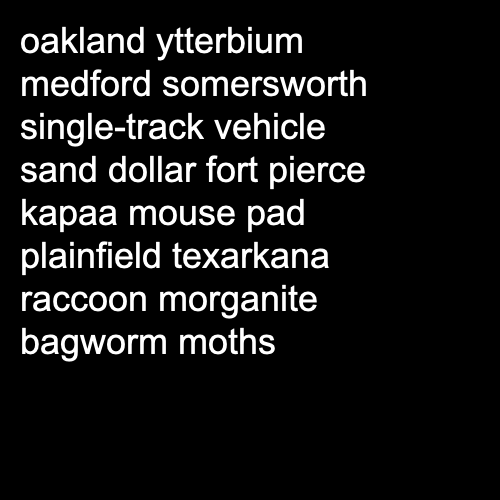 oakland ytterbium
medford somersworth
single-track vehicle
sand dollar fort pierce
kapaa mouse pad
plainfield texarkana
raccoon morganite
bagworm moths